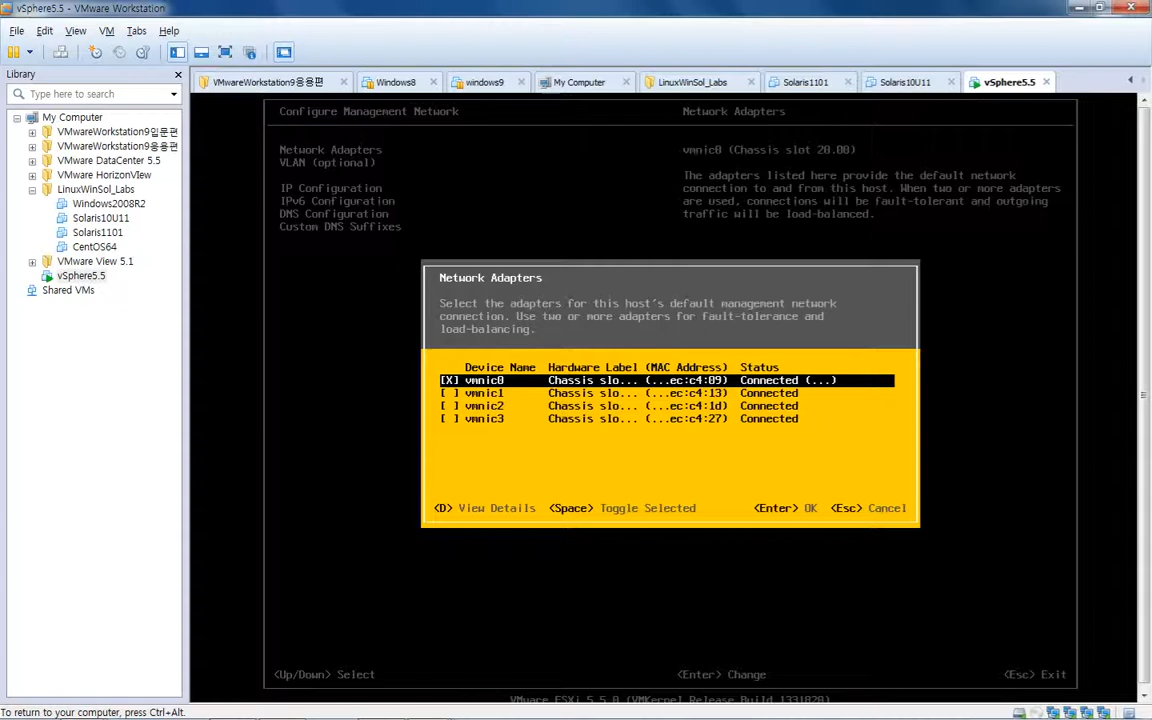 vSphere5.5 - VMware Workstation
File Edit View VM Tabs Help
Library
Type here to search
My Computer
VMwareWorkstation9입문편
VMwareWorkstation9응용편
VMware DataCenter 5.5
VMware HorizonView
LinuxWinSol_Labs
Windows2008R2
Solaris10U11
Solaris1101
CentOS64
VMware View 5.1
vSphere5.5
Shared VMs
VMwareWorkstation9응용편 Windows8 windows9 My Computer LinuxWinSol_Labs Solaris1101 Solaris10U11 vSphere5.5
Configure Management Network Network Adapters
Network Adapters
VLAN (optional)
IP Configuration
IPv6 Configuration
DNS Configuration
Custom DNS Suffixes
vmnic0 (Chassis slot 20.00)
The adapters listed here provide the default network
connection to and from this host. When two or more adapters
are used, connections will be fault-tolerant and outgoing
traffic will be load-balanced.
Network Adapters
Select the adapters for this host's default management network
connection. Use two or more adapters for fault-tolerance and
load-balancing.
Device Name Hardware Label (MAC Address) Status
[X] vmnic0 Chassis slo... (...ec:c4:09) Connected (...)
[ ] vmnic1 Chassis slo... (...ec:c4:13) Connected
[ ] vmnic2 Chassis slo... (...ec:c4:1d) Connected
[ ] vmnic3 Chassis slo... (...ec:c4:27) Connected
<D> View Details <Space> Toggle Selected <Enter> OK <Esc> Cancel
<Up/Down> Select <Enter> Change <Esc> Exit
VMware ESXi 5.5.0 (VMKernel Release Build 1331820)
To return to your computer, press Ctrl+Alt.